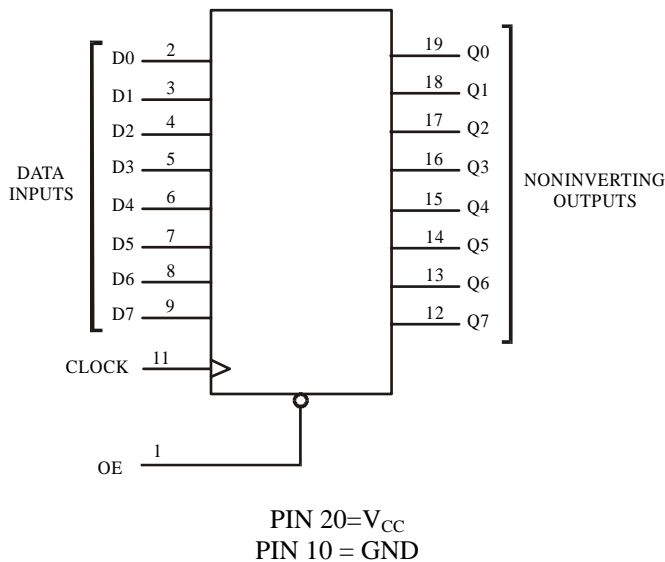 D0 2
D1 3
D2 4
D3 5
D4 6
D5 7
D6 8
D7 9
DATA
INPUTS
CLOCK 11
OE 1
19 Q0
18 Q1
17 Q2
16 Q3
15 Q4
14 Q5
13 Q6
12 Q7
NONINVERTING
OUTPUTS
PIN 20=VCC
PIN 10 = GND